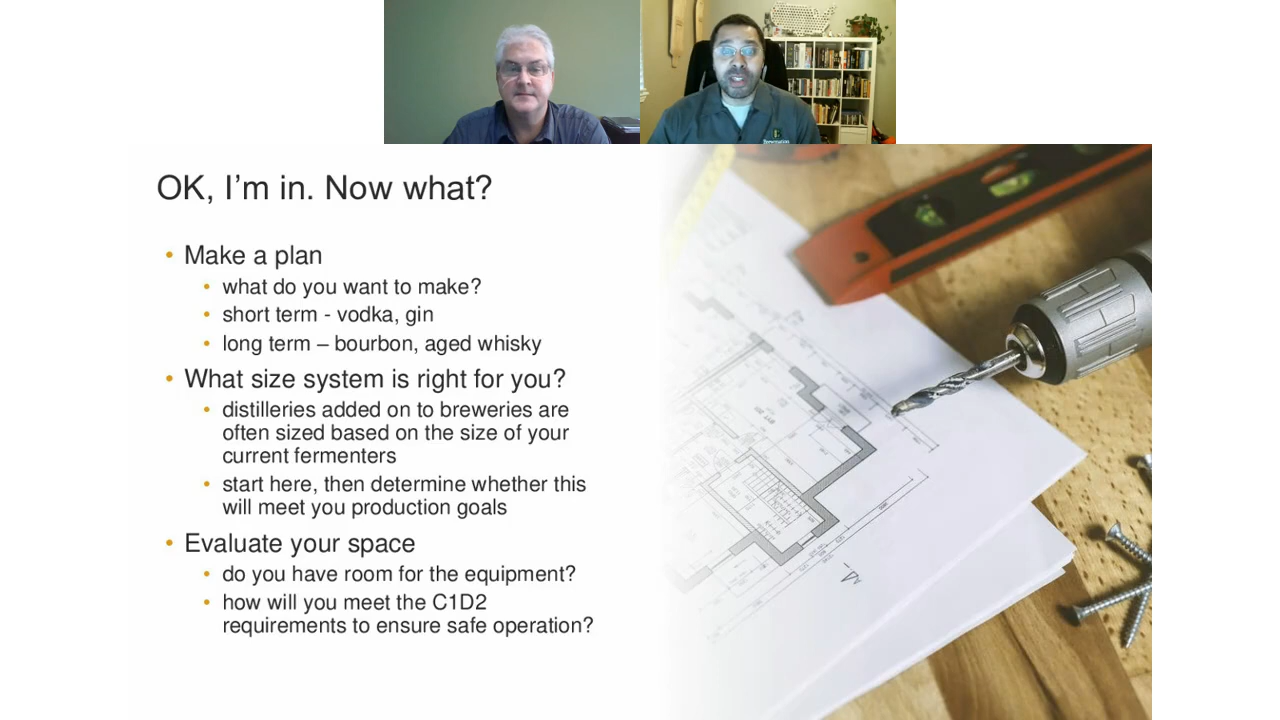 OK, I’m in. Now what?
• Make a plan
• what do you want to make?
• short term - vodka, gin
• long term – bourbon, aged whisky
• What size system is right for you?
• distilleries added on to breweries are
often sized based on the size of your
current fermenters
• start here, then determine whether this
will meet you production goals
• Evaluate your space
• do you have room for the equipment?
• how will you meet the C1D2
requirements to ensure safe operation?